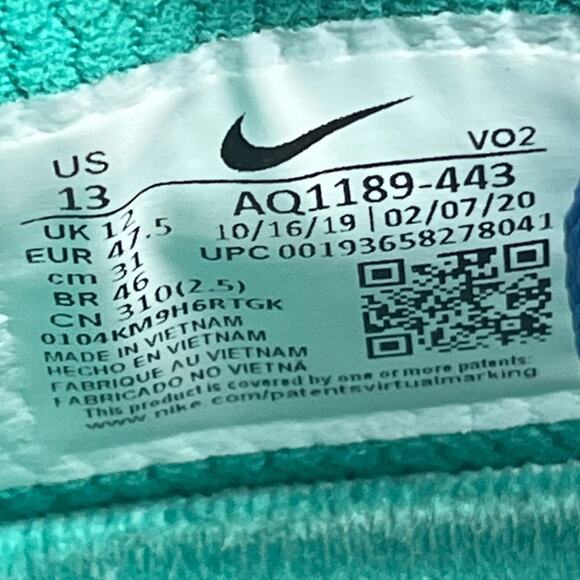 US
13
VO2
AQ1189-443
10/16/19 | 02/07/20
UPC 00193658278041
UK 12
EUR 47.5
cm 31
BR 46
CN 310(2.5)
0104KM9H6RTGK
MADE IN VIETNAM
HECHO EN VIETNAM
FABRIQUE AU VIETNAM
FABRICADO NO VIETNÃ
This product is covered by one or more patents:
www.nike.com/patentsvirtualmarking